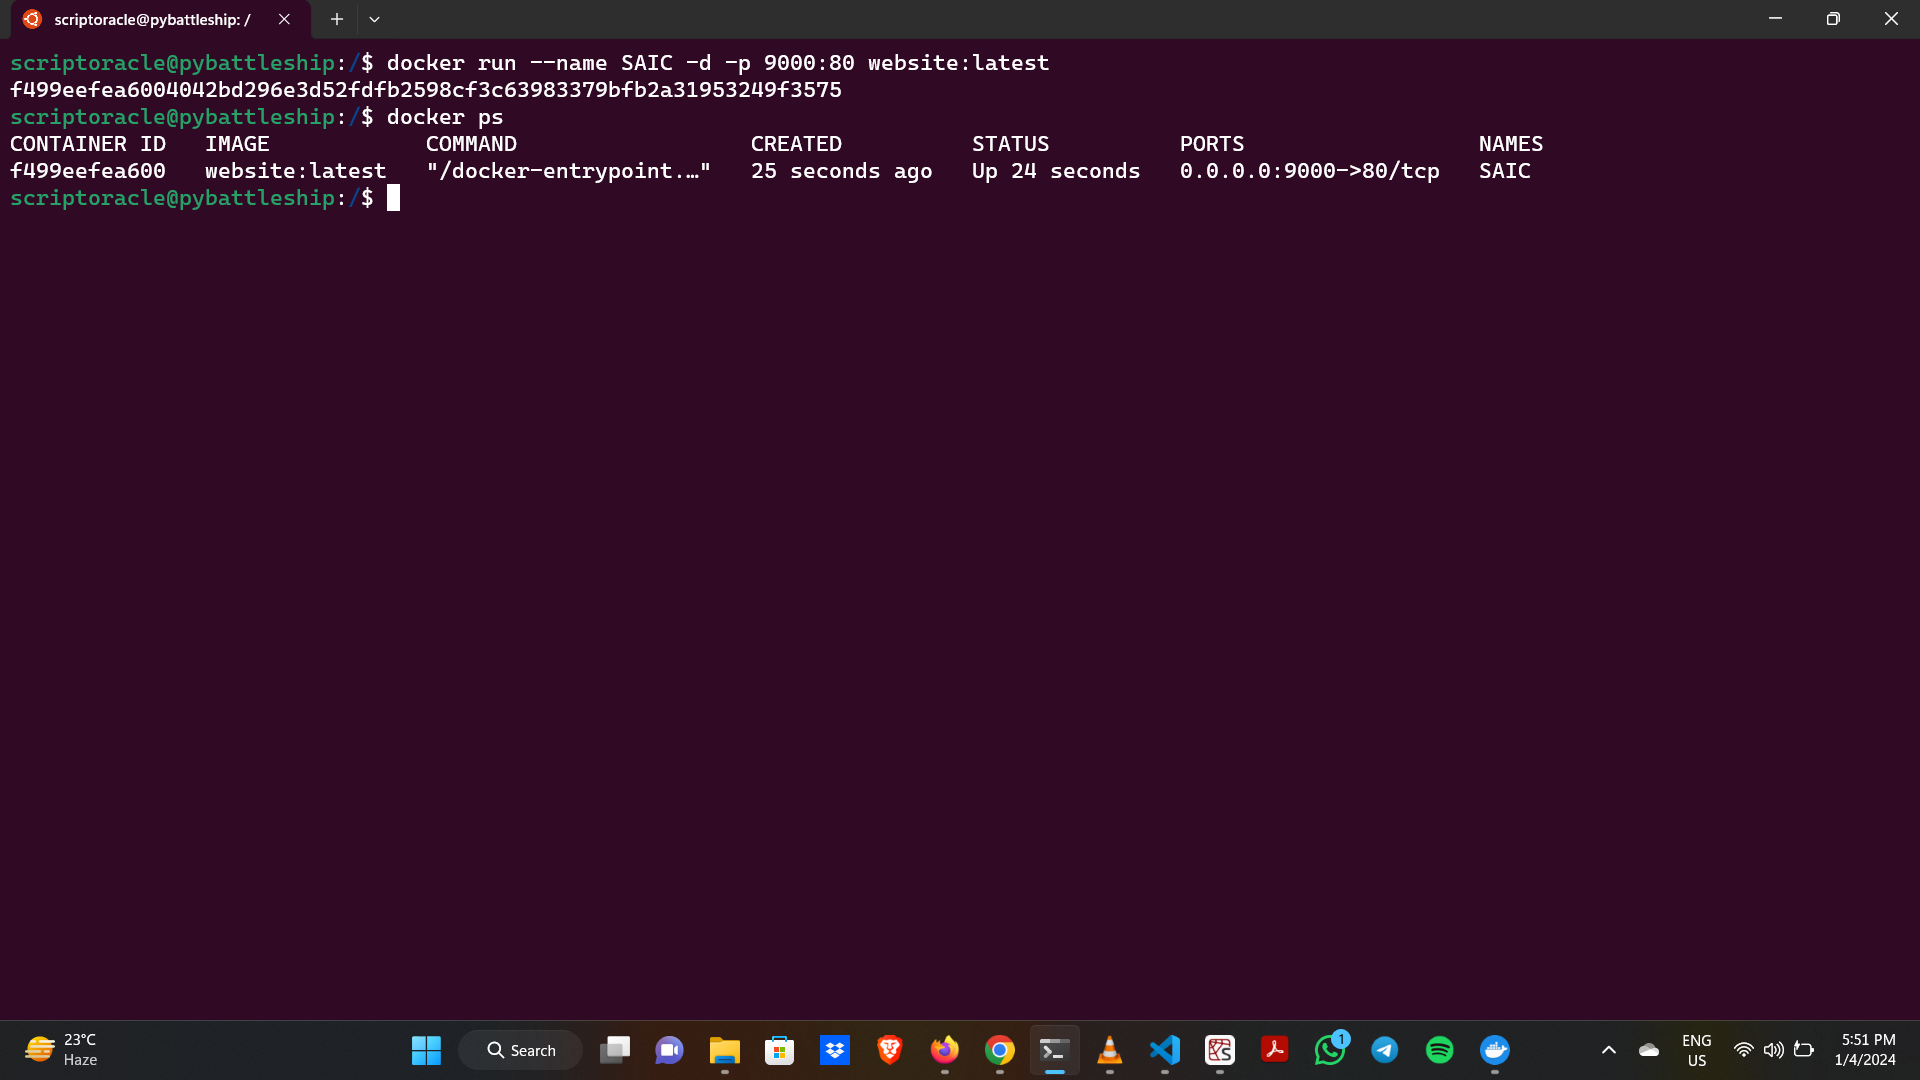 scriptoracle@pybattleship: /
scriptoracle@pybattleship:/$ docker run --name SAIC -d -p 9000:80 website:latest
f499eefea6004042bd296e3d52fdfb2598cf3c63983379bfb2a31953249f3575
scriptoracle@pybattleship:/$ docker ps
CONTAINER ID   IMAGE            COMMAND                  CREATED          STATUS          PORTS                  NAMES
f499eefea600   website:latest   "/docker-entrypoint.…"   25 seconds ago   Up 24 seconds   0.0.0.0:9000->80/tcp   SAIC
scriptoracle@pybattleship:/$
23°C
Haze
Search
1
ENG
US
5:51 PM
1/4/2024